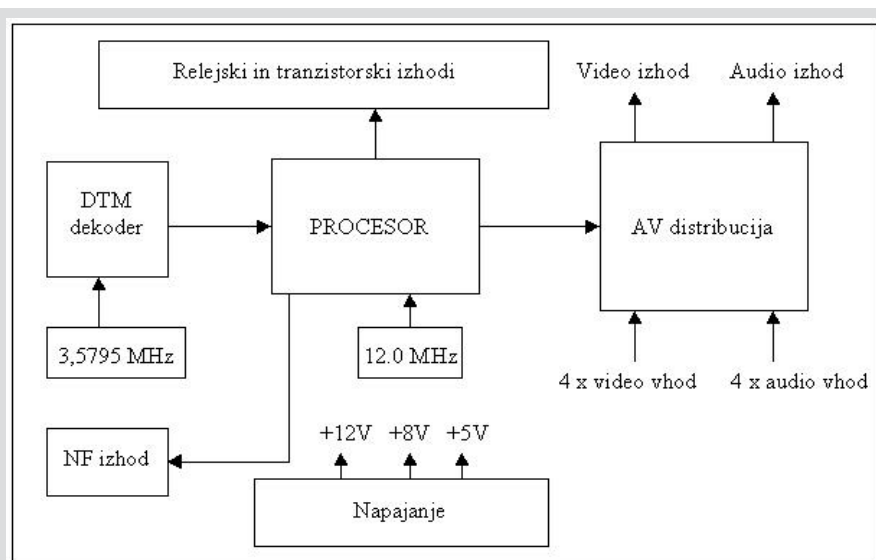 Relejski in tranzistorski izhodi
Video izhod
Audio izhod
DTM
dekoder
PROCESOR
AV distribucija
3,5795 MHz
12.0 MHz
4 x video vhod
4 x audio vhod
NF izhod
+12V
+8V
+5V
Napajanje